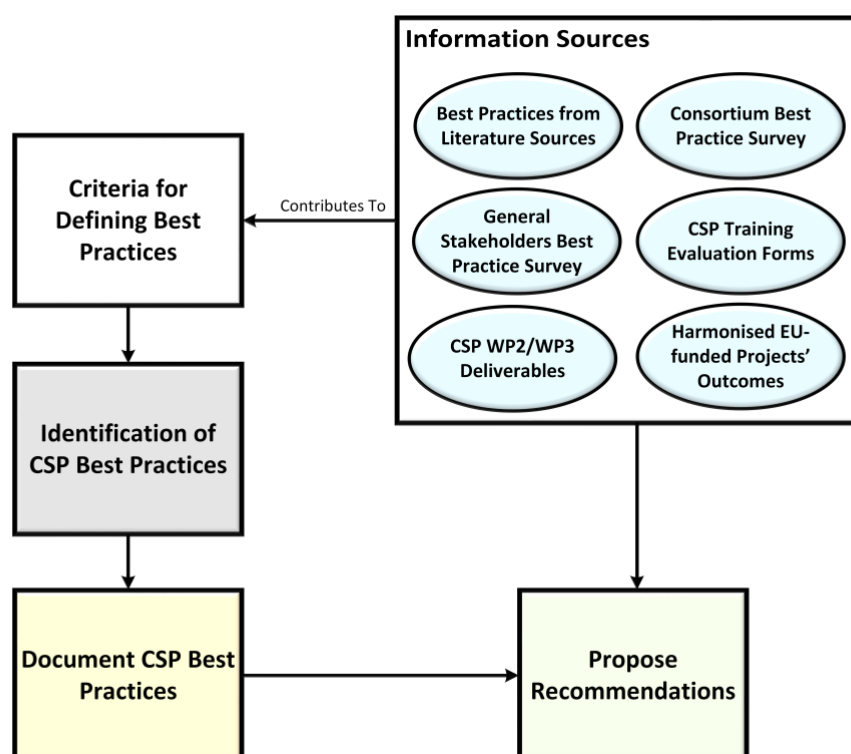 Information Sources
Best Practices from
Literature Sources
Consortium Best
Practice Survey
General
Stakeholders Best
Practice Survey
CSP Training
Evaluation Forms
CSP WP2/WP3
Deliverables
Harmonised EU-
funded Projects’
Outcomes
Contributes To
Criteria for
Defining Best
Practices
Identification of
CSP Best Practices
Document CSP Best
Practices
Propose
Recommendations